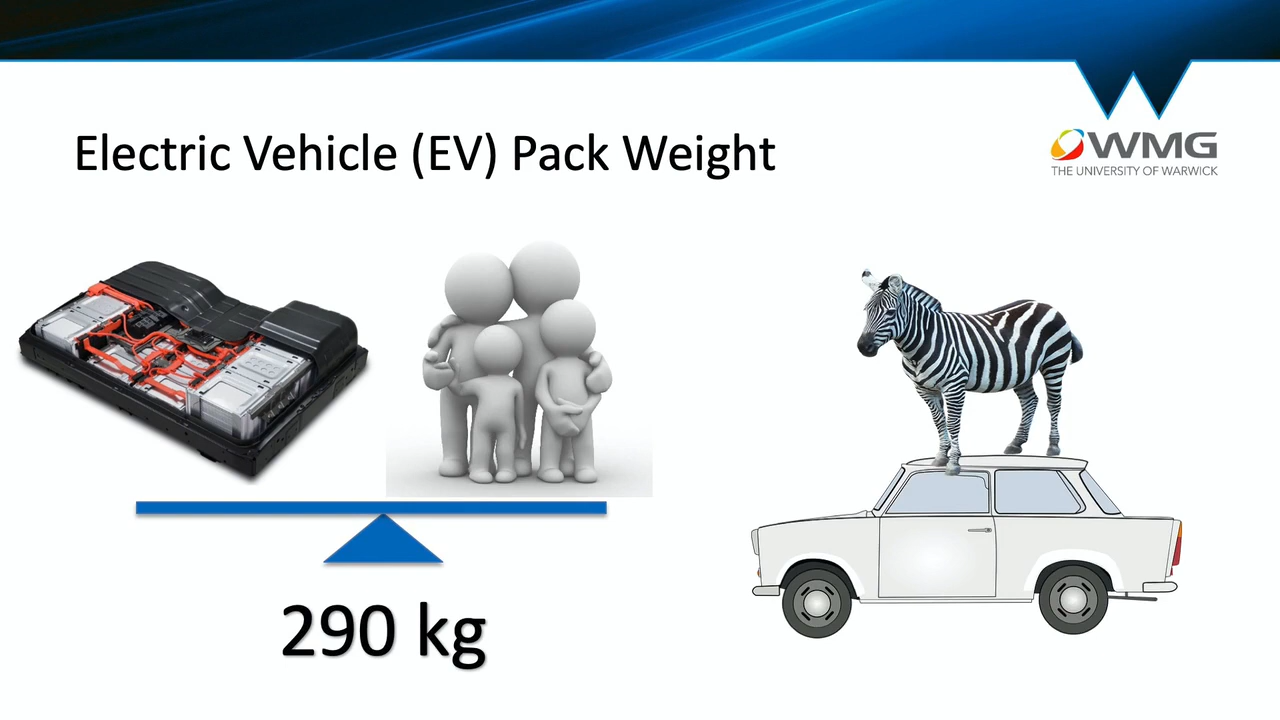 Electric Vehicle (EV) Pack Weight
WMG
THE UNIVERSITY OF WARWICK
290 kg